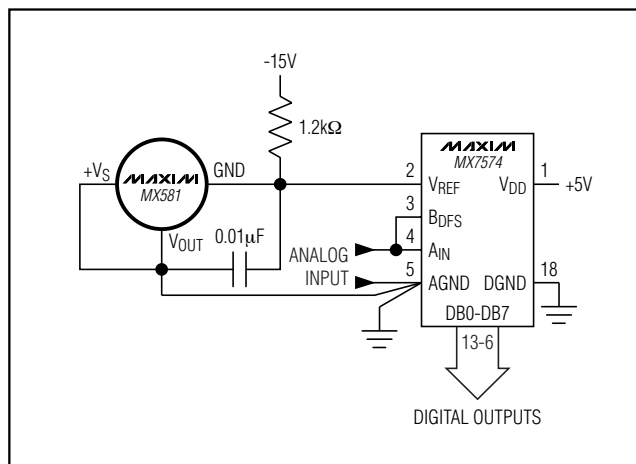 -15V
1.2kΩ
+VS
MAXIM
MX581
GND
VOUT
0.01μF
MAXIM
MX7574
2
VREF
VDD
1
+5V
3
BDFS
ANALOG
INPUT
4
AIN
5
AGND
DGND
18
DB0-DB7
13-6
DIGITAL OUTPUTS